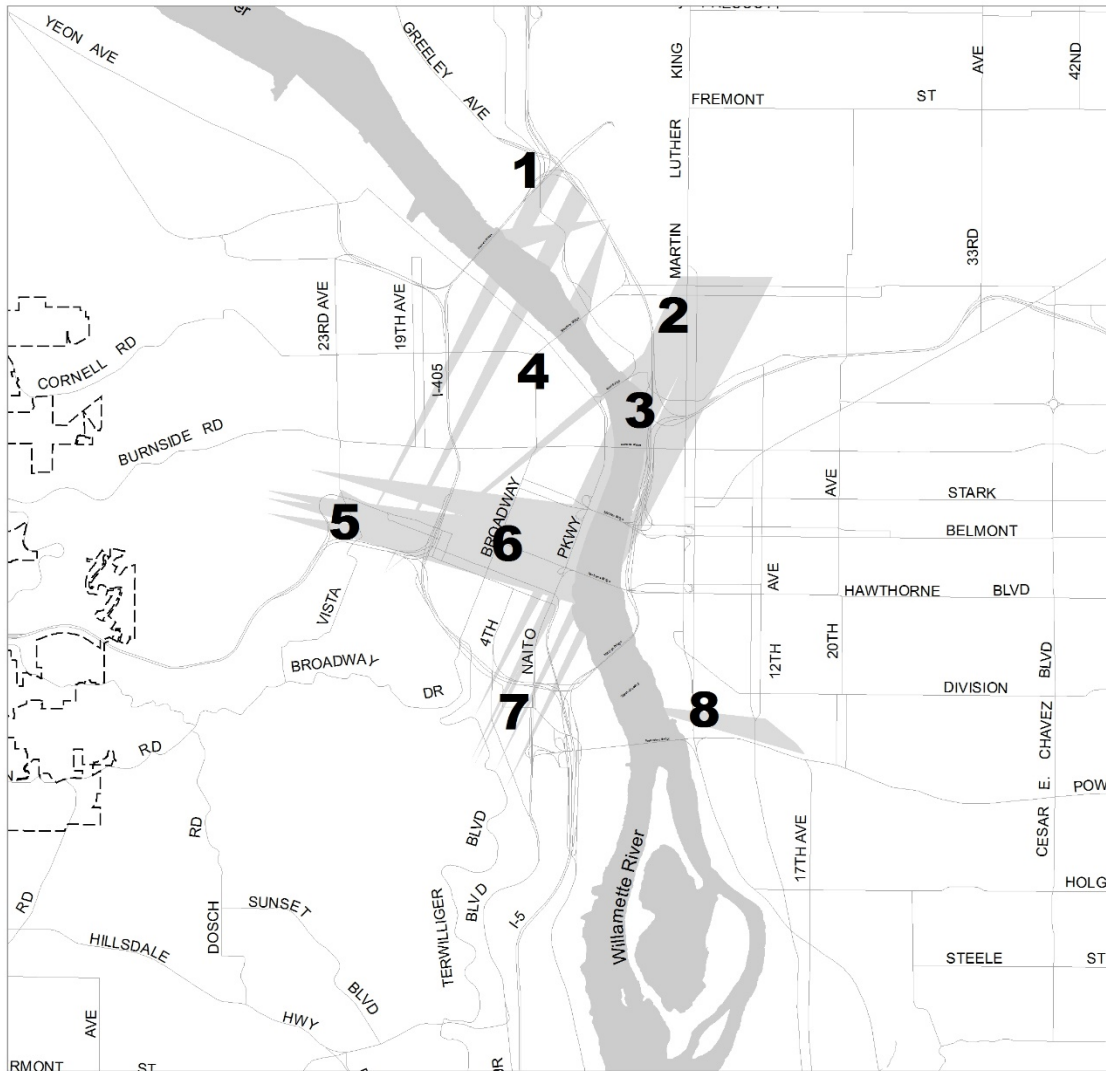 er
YEON AVE
GREELEY AVE
KING
AVE
42ND
FREMONT ST
LUTHER
1
MARTIN
33RD
23RD AVE
19TH AVE
2
CORNELL RD
I-405
4
3
BURNSIDE RD
BROADWAY
AVE
STARK
5
6
PKWY
BELMONT
VISTA
AVE
HAWTHORNE BLVD
4TH
NAITO
12TH
20TH
BLVD
BROADWAY DR
7
8
DIVISION
CHAVEZ
RD
E.
POW
RD
BLVD
17TH AVE
CESAR
Willamette River
HOLG
RD
DOSCH
SUNSET BLVD
TERWILLIGER BLVD
I-5
HILLSDALE HWY
STEELE ST
AVE
RMONT ST
DR